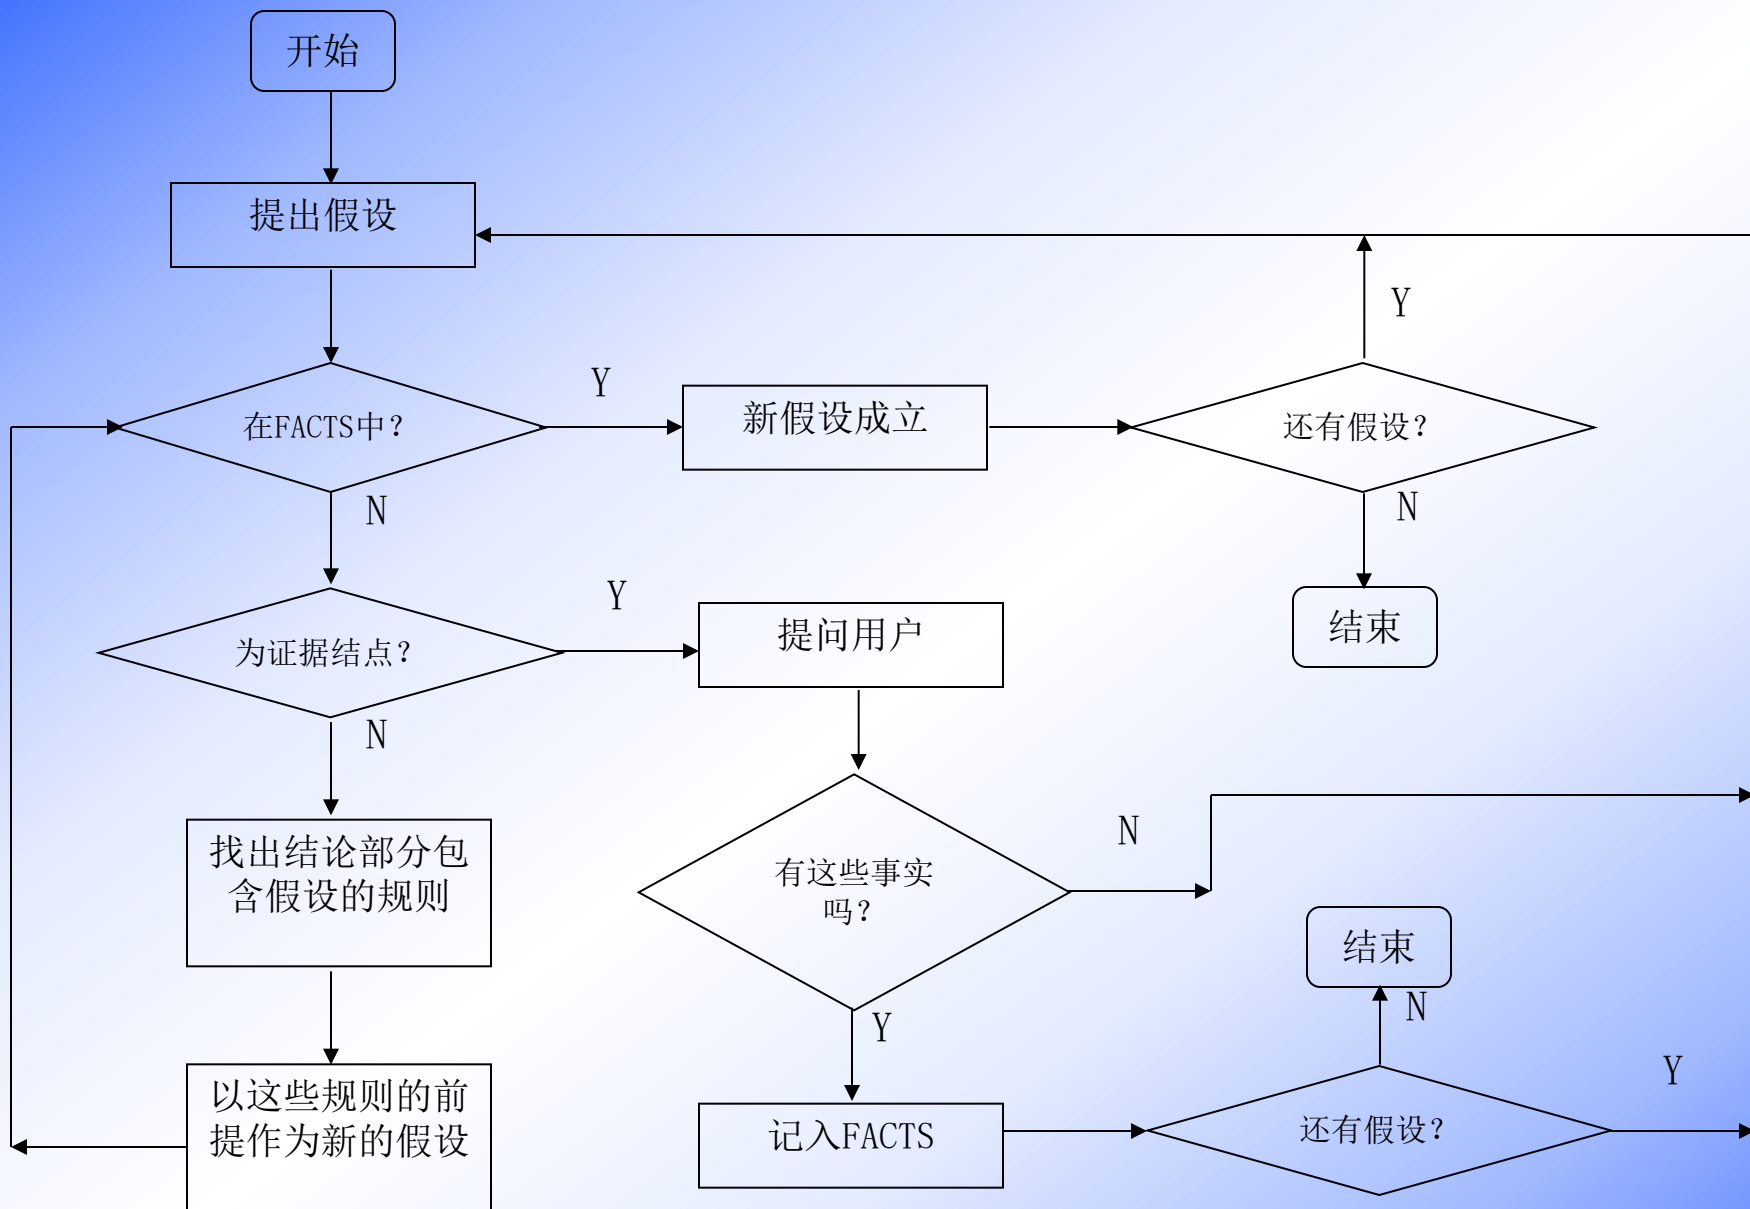 开始
提出假设
Y
Y
在FACTS中?
新假设成立
还有假设?
N
N
Y
为证据结点?
提问用户
结束
N
找出结论部分包
含假设的规则
N
有这些事实
吗?
结束
N
Y
Y
以这些规则的前
提作为新的假设
记入FACTS
还有假设?